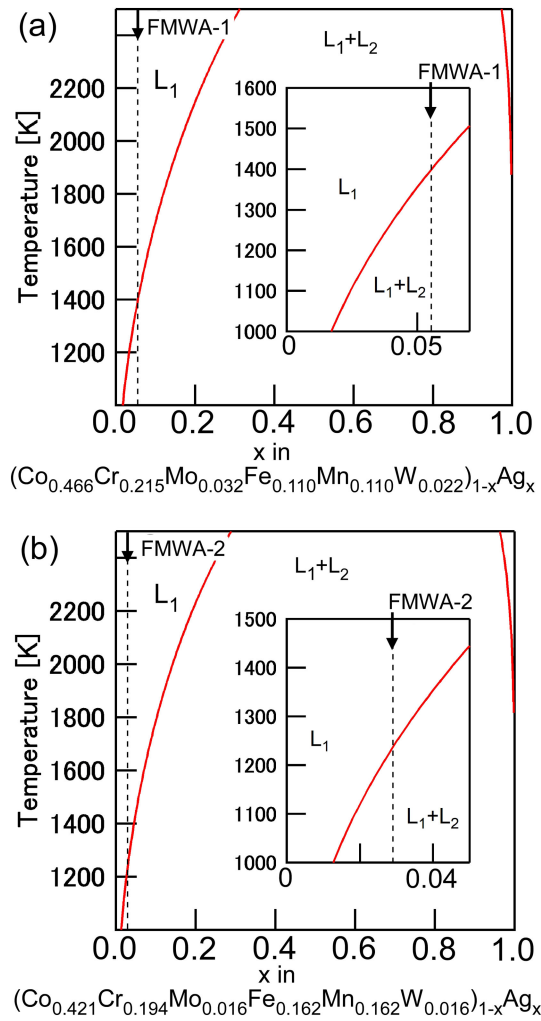 (a)
FMWA-1
L₁
L₁+L₂
Temperature [K]
2200
2000
1800
1600
1400
1200
FMWA-1
1600
1500
1400
1300
1200
1100
1000
L₁
L₁+L₂
0
0.05
0.0
0.2
0.4
0.6
0.8
1.0
x in
(Co₀.₄₆₆Cr₀.₂₁₅Mo₀.₀₃₂Fe₀.₁₁₀Mn₀.₁₁₀W₀.₀₂₂)₁₋ₓAgₓ
(b)
FMWA-2
L₁
L₁+L₂
Temperature [K]
2200
2000
1800
1600
1400
1200
FMWA-2
1500
1400
1300
1200
1100
1000
L₁
L₁+L₂
0
0.04
0.0
0.2
0.4
0.6
0.8
1.0
x in
(Co₀.₄₂₁Cr₀.₁₉₄Mo₀.₀₁₆Fe₀.₁₆₂Mn₀.₁₆₂W₀.₀₁₆)₁₋ₓAgₓ